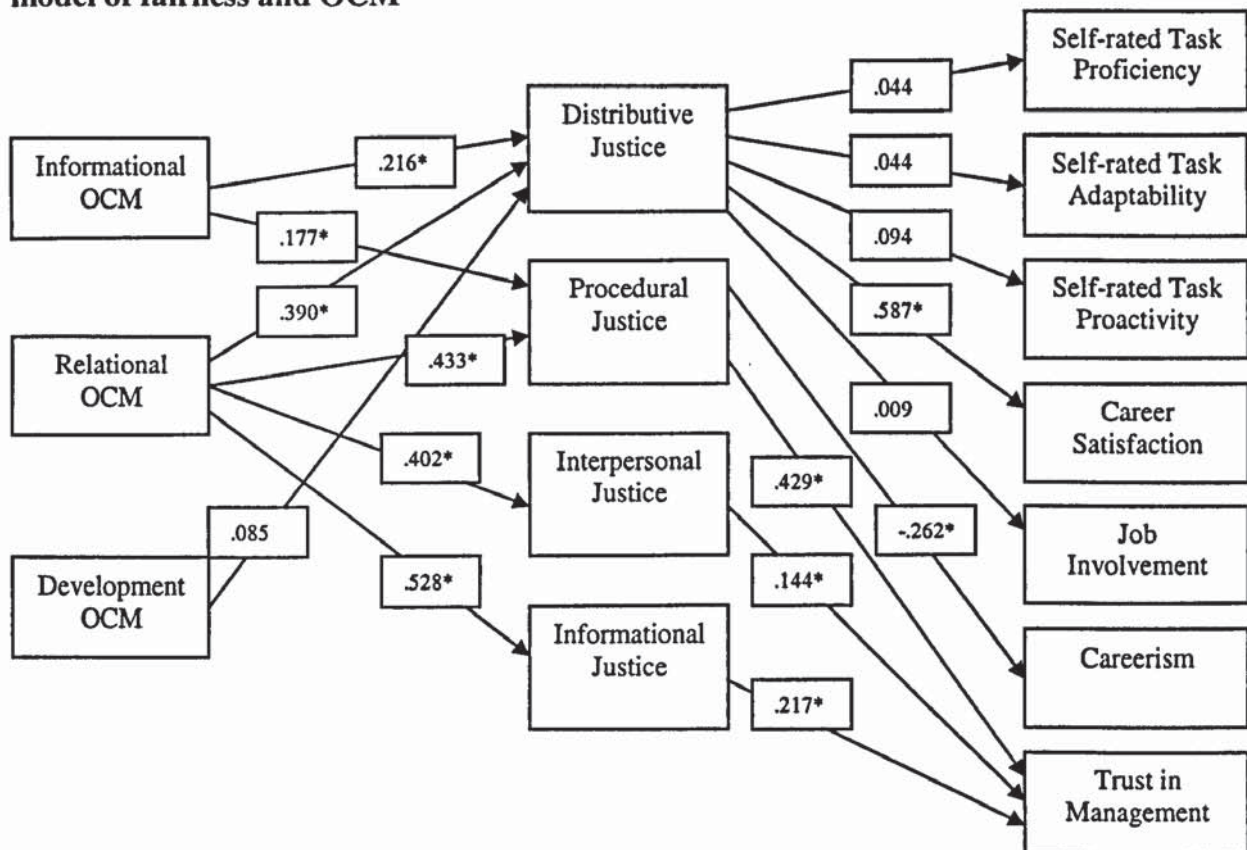 model of fairness and OCM
Informational
OCM
Relational
OCM
Development
OCM
.216*
.177*
.390*
.433*
.402*
.085
.528*
Distributive
Justice
Procedural
Justice
Interpersonal
Justice
Informational
Justice
.044
.044
.094
.587*
.009
.429*
-.262*
.144*
.217*
Self-rated Task
Proficiency
Self-rated Task
Adaptability
Self-rated Task
Proactivity
Career
Satisfaction
Job
Involvement
Careerism
Trust in
Management